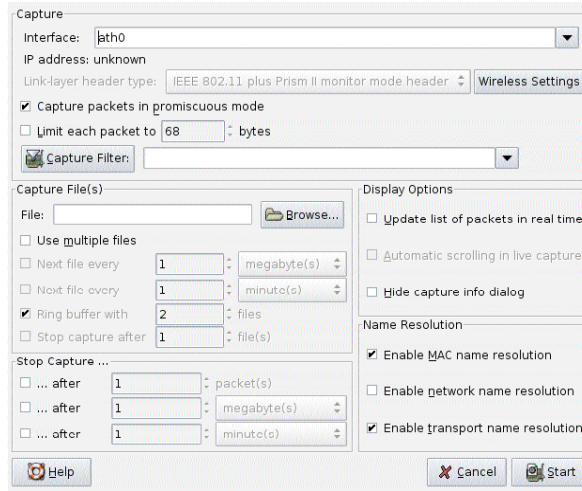 Capture
Interface: ath0
IP address: unknown
Link-layer header type: IEEE 802.11 plus Prism II monitor mode header Wireless Settings
Capture packets in promiscuous mode
Limit each packet to 68 bytes
Capture Filter:
Capture File(s)
File: Browse...
Use multiple files
Next file every 1 megabyte(s)
Next file every 1 minute(s)
Ring buffer with 2 files
Stop capture after 1 file(s)
Stop Capture ...
... after 1 packet(s)
... after 1 megabyte(s)
... after 1 minute(s)
Display Options
Update list of packets in real time
Automatic scrolling in live capture
Hide capture info dialog
Name Resolution
Enable MAC name resolution
Enable network name resolution
Enable transport name resolution
Help Cancel Start